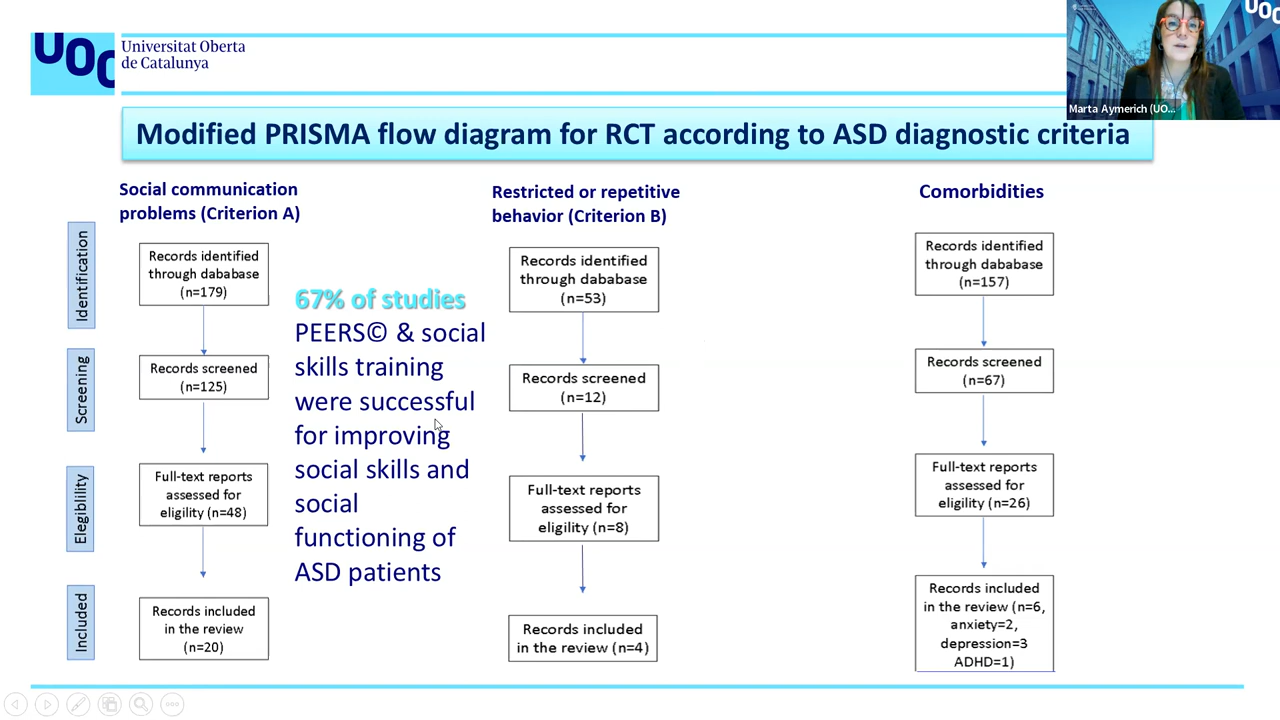 UOC
Universitat Oberta
de Catalunya
UOC
Marta Aymerich (UO...
Modified PRISMA flow diagram for RCT according to ASD diagnostic criteria
Social communication
problems (Criterion A)
Restricted or repetitive
behavior (Criterion B)
Comorbidities
Identification
Records identified
through dababase
(n=179)
Records identified
through dababase
(n=53)
Records identified
through dababase
(n=157)
67% of studies
PEERS© & social
skills training
were successful
for improving
social skills and
social
functioning of
ASD patients
Screening
Records screened
(n=125)
Records screened
(n=12)
Records screened
(n=67)
Elegiblility
Full-text reports
assessed for
eligility (n=48)
Full-text reports
assessed for
eligility (n=8)
Full-text reports
assessed for
eligility (n=26)
Included
Records included
in the review
(n=20)
Records included
in the review (n=4)
Records included
in the review (n=6,
anxiety=2,
depression=3
ADHD=1)